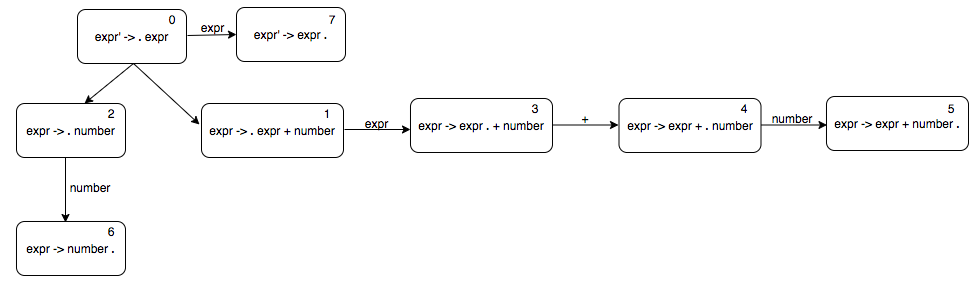 0
expr' -> . expr
expr
7
expr' -> expr .
2
expr -> . number
1
expr -> . expr + number
expr
3
expr -> expr . + number
+
4
expr -> expr + . number
number
5
expr -> expr + number .
number
6
expr -> number .